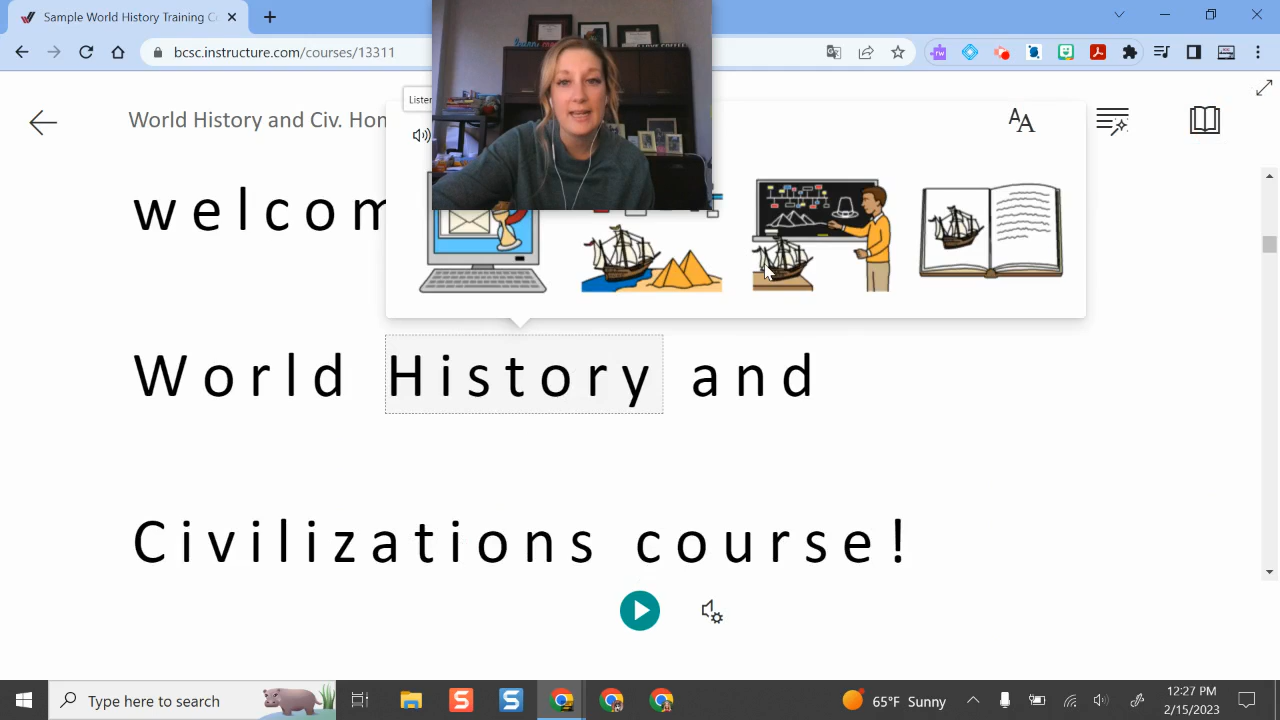 Sample World History Training Co
bcsc.instructure.com/courses/13311
Listen
World History and Civ. Hon
welcom
World History and
Civilizations course!
Type here to search
65°F Sunny
12:27 PM
2/15/2023